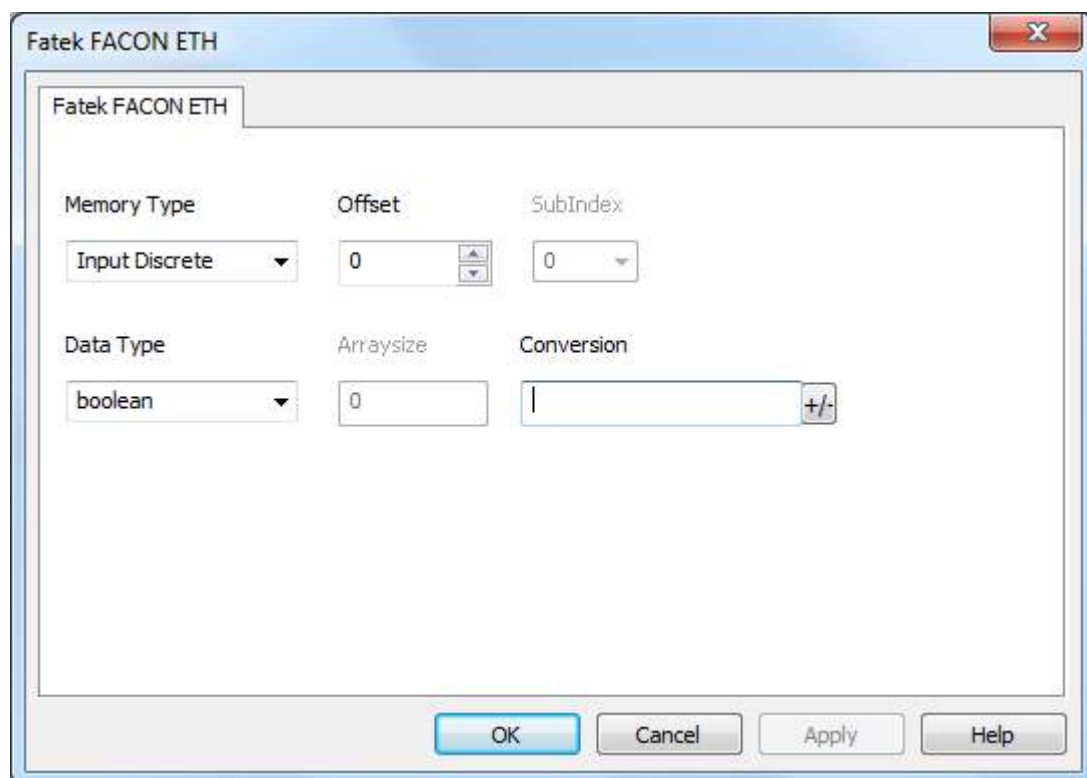 Fatek FACON ETH
Fatek FACON ETH
Memory Type Offset SubIndex
Input Discrete 0 0
Data Type Arraysize Conversion
boolean 0 +/-
OK Cancel Apply Help